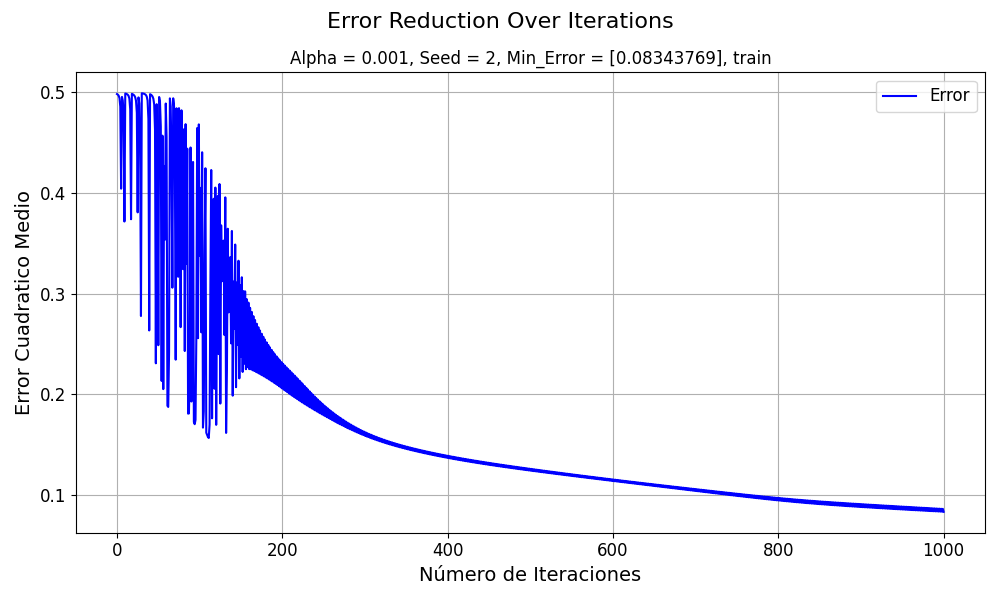 Error Reduction Over Iterations
Alpha = 0.001, Seed = 2, Min_Error = [0.08343769], train
Error
Error Cuadratico Medio
0.5
0.4
0.3
0.2
0.1
0 200 400 600 800 1000
Número de Iteraciones